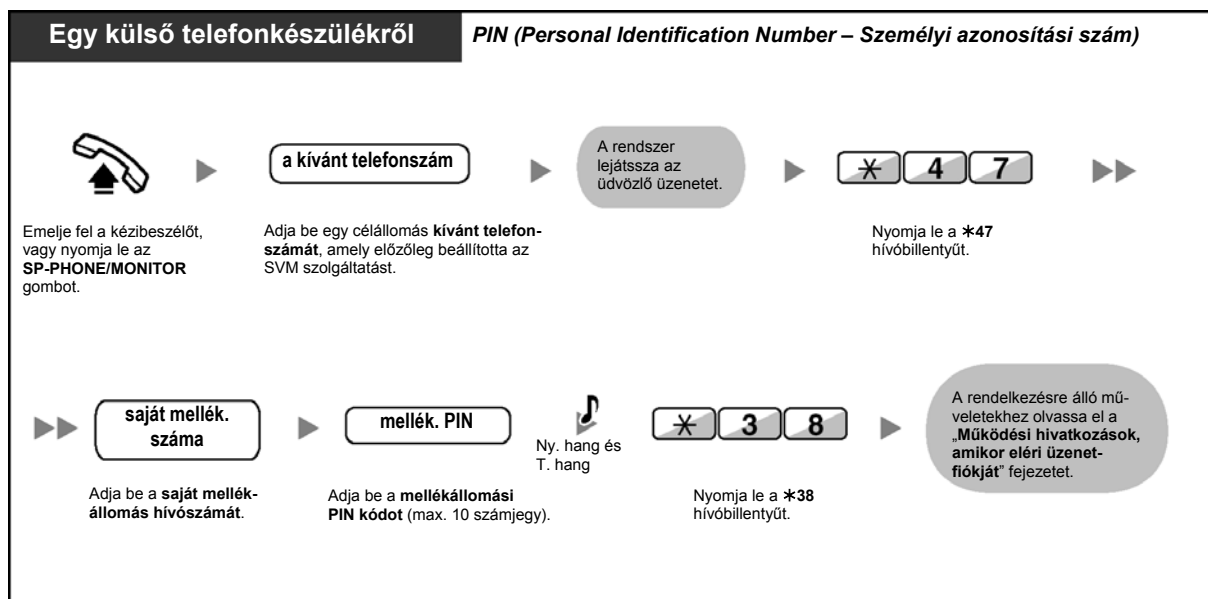 Egy külső telefonkészülékről
PIN (Personal Identification Number – Személyi azonosítási szám)
a kívánt telefonszám
A rendszer
lejátssza az
üdvözlő üzenetet.
* 4 7
Emelje fel a kézibeszélőt,
vagy nyomja le az
SP-PHONE/MONITOR
gombot.
Adja be egy célállomás kívánt telefon-
számát, amely előzőleg beállította az
SVM szolgáltatást.
Nyomja le a *47
hívóbillentyűt.
saját mellék.
száma
mellék. PIN
Ny. hang és
T. hang
* 3 8
A rendelkezésre álló mű-
veletekhez olvassa el a
„Működési hivatkozások,
amikor eléri üzenet-
fiókját” fejezetet.
Adja be a saját mellék-
állomás hívószámát.
Adja be a mellékállomási
PIN kódot (max. 10 számjegy).
Nyomja le a *38
hívóbillentyűt.